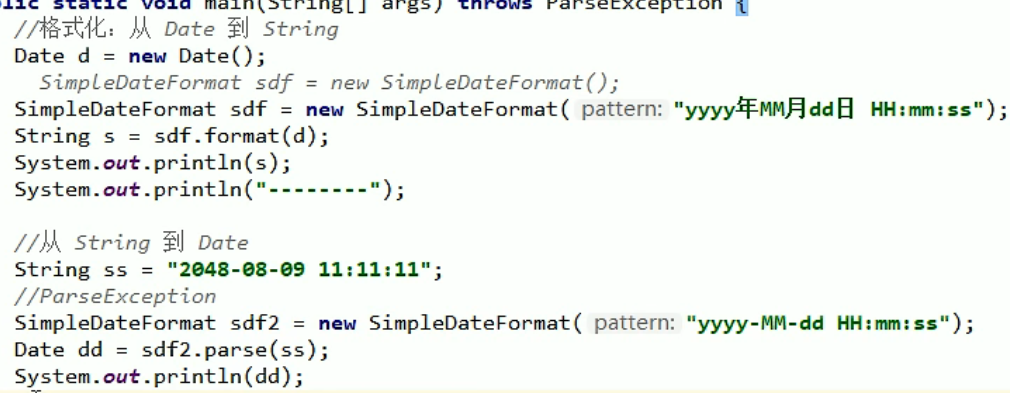 lic static void main(String[] args) throws ParseException {
//格式化：从 Date 到 String
Date d = new Date();
SimpleDateFormat sdf = new SimpleDateFormat();
SimpleDateFormat sdf = new SimpleDateFormat( pattern: "yyyy年MM月dd日 HH:mm:ss");
String s = sdf.format(d);
System.out.println(s);
System.out.println("--------");
//从 String 到 Date
String ss = "2048-08-09 11:11:11";
//ParseException
SimpleDateFormat sdf2 = new SimpleDateFormat( pattern: "yyyy-MM-dd HH:mm:ss");
Date dd = sdf2.parse(ss);
System.out.println(dd);